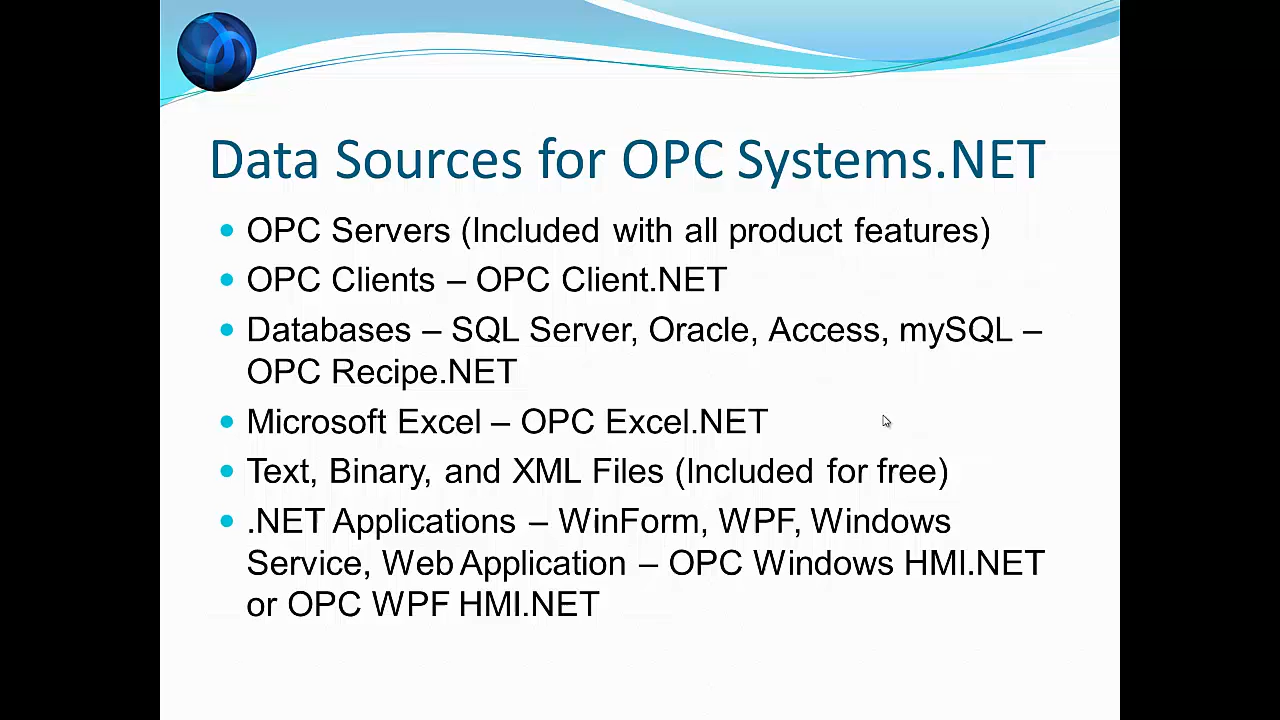 Data Sources for OPC Systems.NET
• OPC Servers (Included with all product features)
• OPC Clients – OPC Client.NET
• Databases – SQL Server, Oracle, Access, mySQL –
OPC Recipe.NET
• Microsoft Excel – OPC Excel.NET
• Text, Binary, and XML Files (Included for free)
• .NET Applications – WinForm, WPF, Windows
Service, Web Application – OPC Windows HMI.NET
or OPC WPF HMI.NET